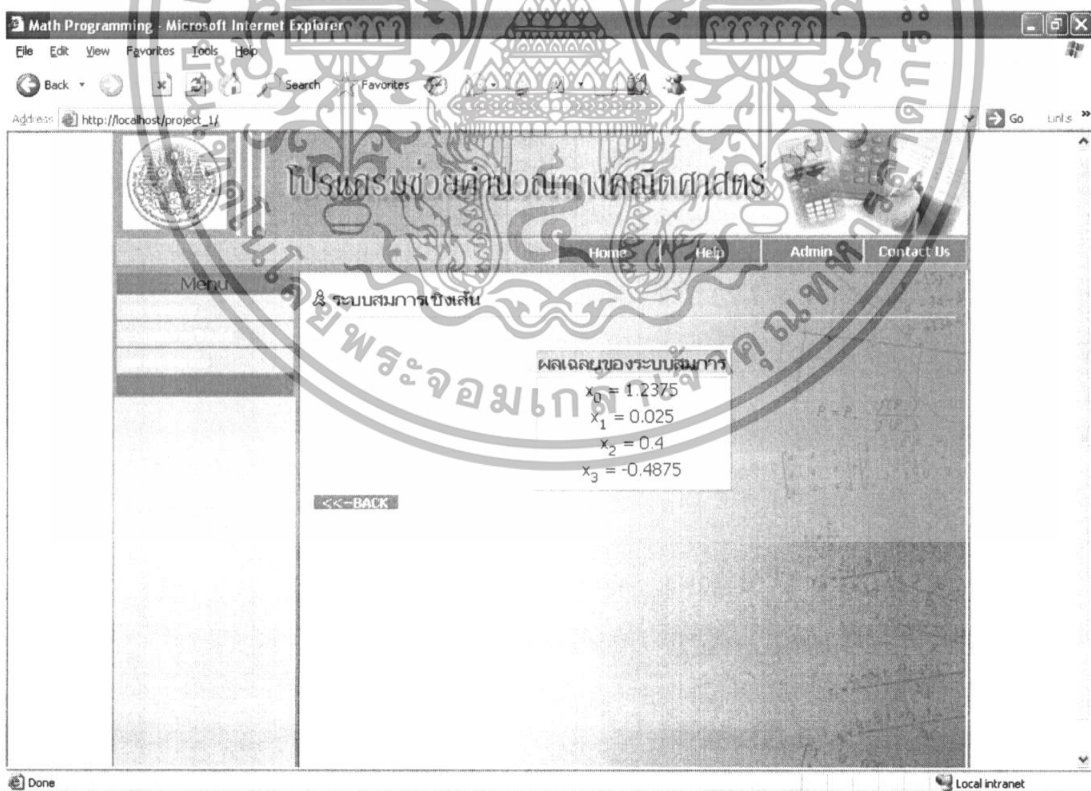 Math Programming - Microsoft Internet Explorer
File Edit View Favorites Tools Help
Back Search Favorites
Address http://localhost/project_1/ Go Links »
โปรแกรมช่วยคำนวณทางคณิตศาสตร์
Home Help Admin Contact Us
Menu
ระบบสมการเชิงเส้น
ผลเฉลยของระบบสมการ
x₀ = 1.2375
x₁ = 0.025
x₂ = 0.4
x₃ = -0.4875
<<-BACK
Done Local intranet